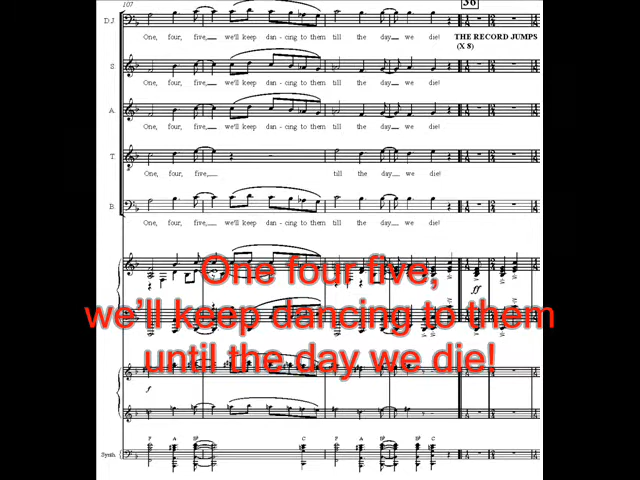 107
36
D.J.
One, four, five, we'll keep dan - cing to them till the day we die!
THE RECORD JUMPS
(X 8)
S.
One, four, five, we'll keep dan - cing to them till the day we die!
A.
One, four, five, we'll keep dan - cing to them till the day we die!
T.
One, four, five, till the day we die!
B.
One, four, five, we'll keep dan - cing to them till the day we die!
One four five,
we'll keep dancing to them
until the day we die!
ff
f
F A B♭ C F A B♭ C
Synth.